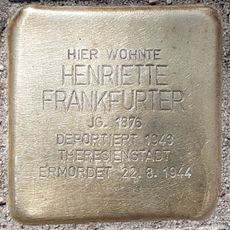 HIER WOHNTE
HENRIETTE
FRANKFURTER
JG. 1876
DEPORTIERT 1943
THERESIENSTADT
ERMORDET 22.8.1944